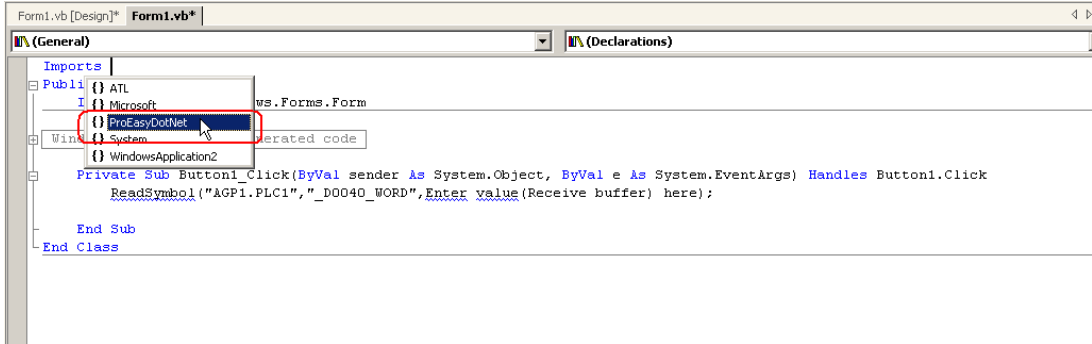 Form1.vb [Design]* Form1.vb*
(General) (Declarations)
Imports
Publi
{} ATL
I
{} Microsoft
ws.Forms.Form
{} ProEasyDotNet
Wind
{} System
nerated code
{} WindowsApplication2
Private Sub Button1_Click(ByVal sender As System.Object, ByVal e As System.EventArgs) Handles Button1.Click
ReadSymbol("AGP1.PLC1","_D0040_WORD",Enter value(Receive buffer) here);
End Sub
End Class